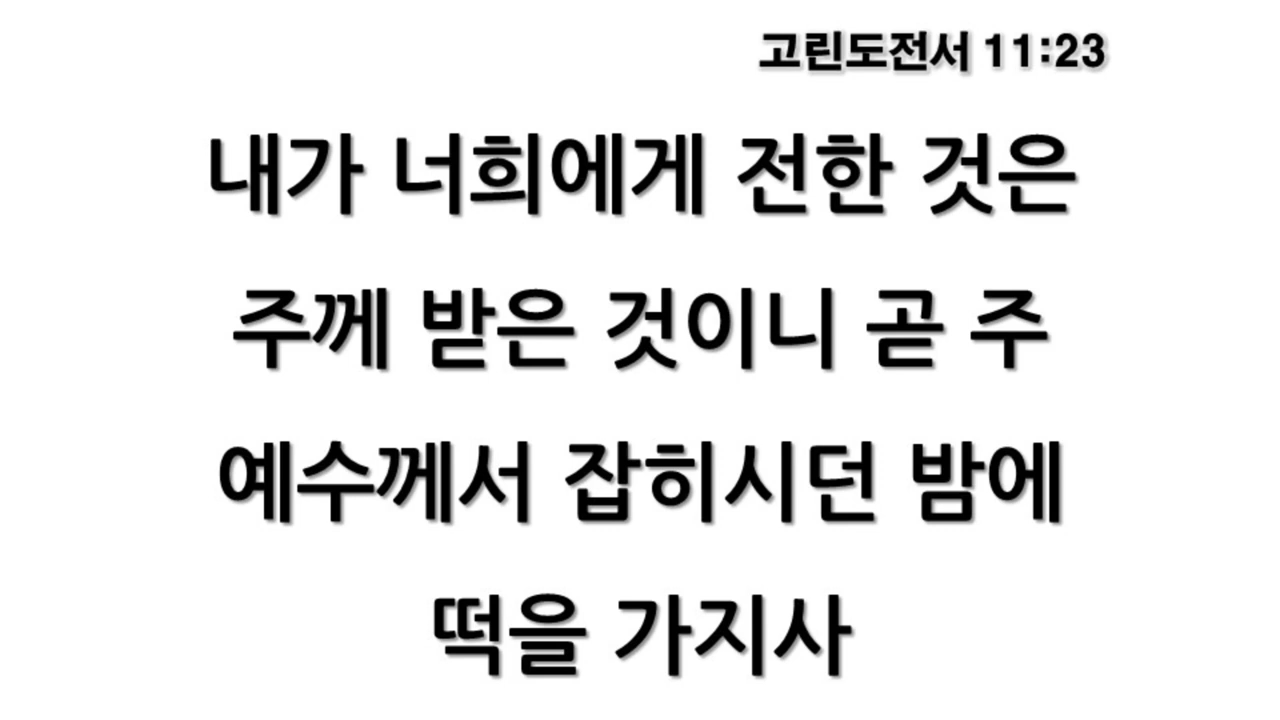 고린도전서 11:23
내가 너희에게 전한 것은
주께 받은 것이니 곧 주
예수께서 잡히시던 밤에
떡을 가지사